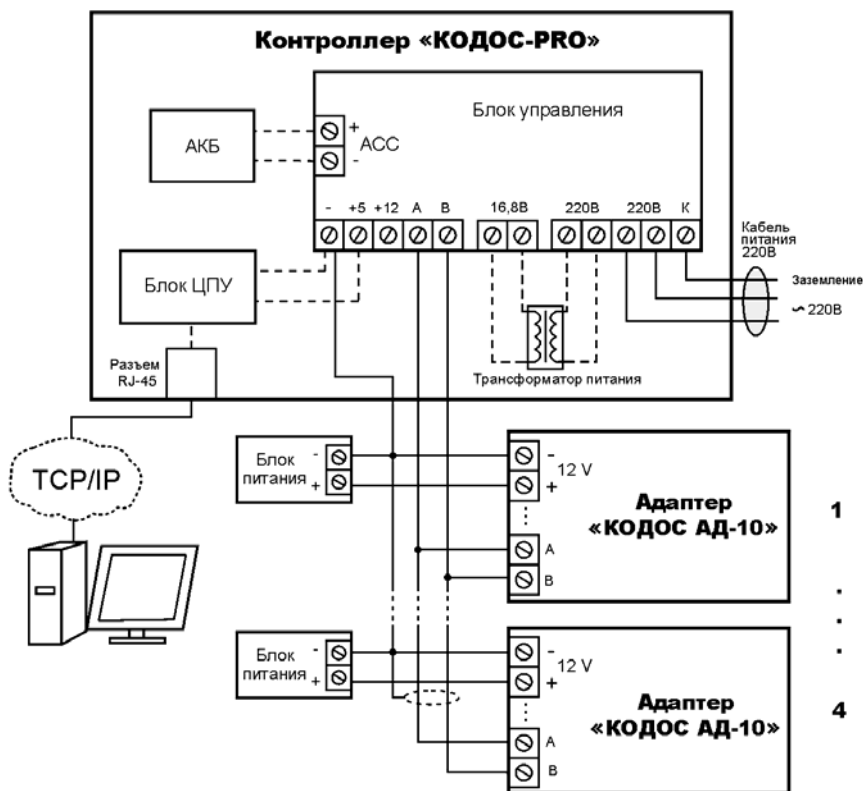 Контроллер «КОДОС-PRO»
Блок управления
АКБ
+
ACC
-
- +5 +12 A B 16,8В 220В 220В К
Кабель
питания
220В
Заземление
~ 220В
Блок ЦПУ
Разъем
RJ-45
Трансформатор питания
TCP/IP
Блок
питания
-
+
-
12 V
+
A
B
Адаптер
«КОДОС АД-10»
1
.
.
.
Блок
питания
-
+
-
12 V
+
A
B
Адаптер
«КОДОС АД-10»
4